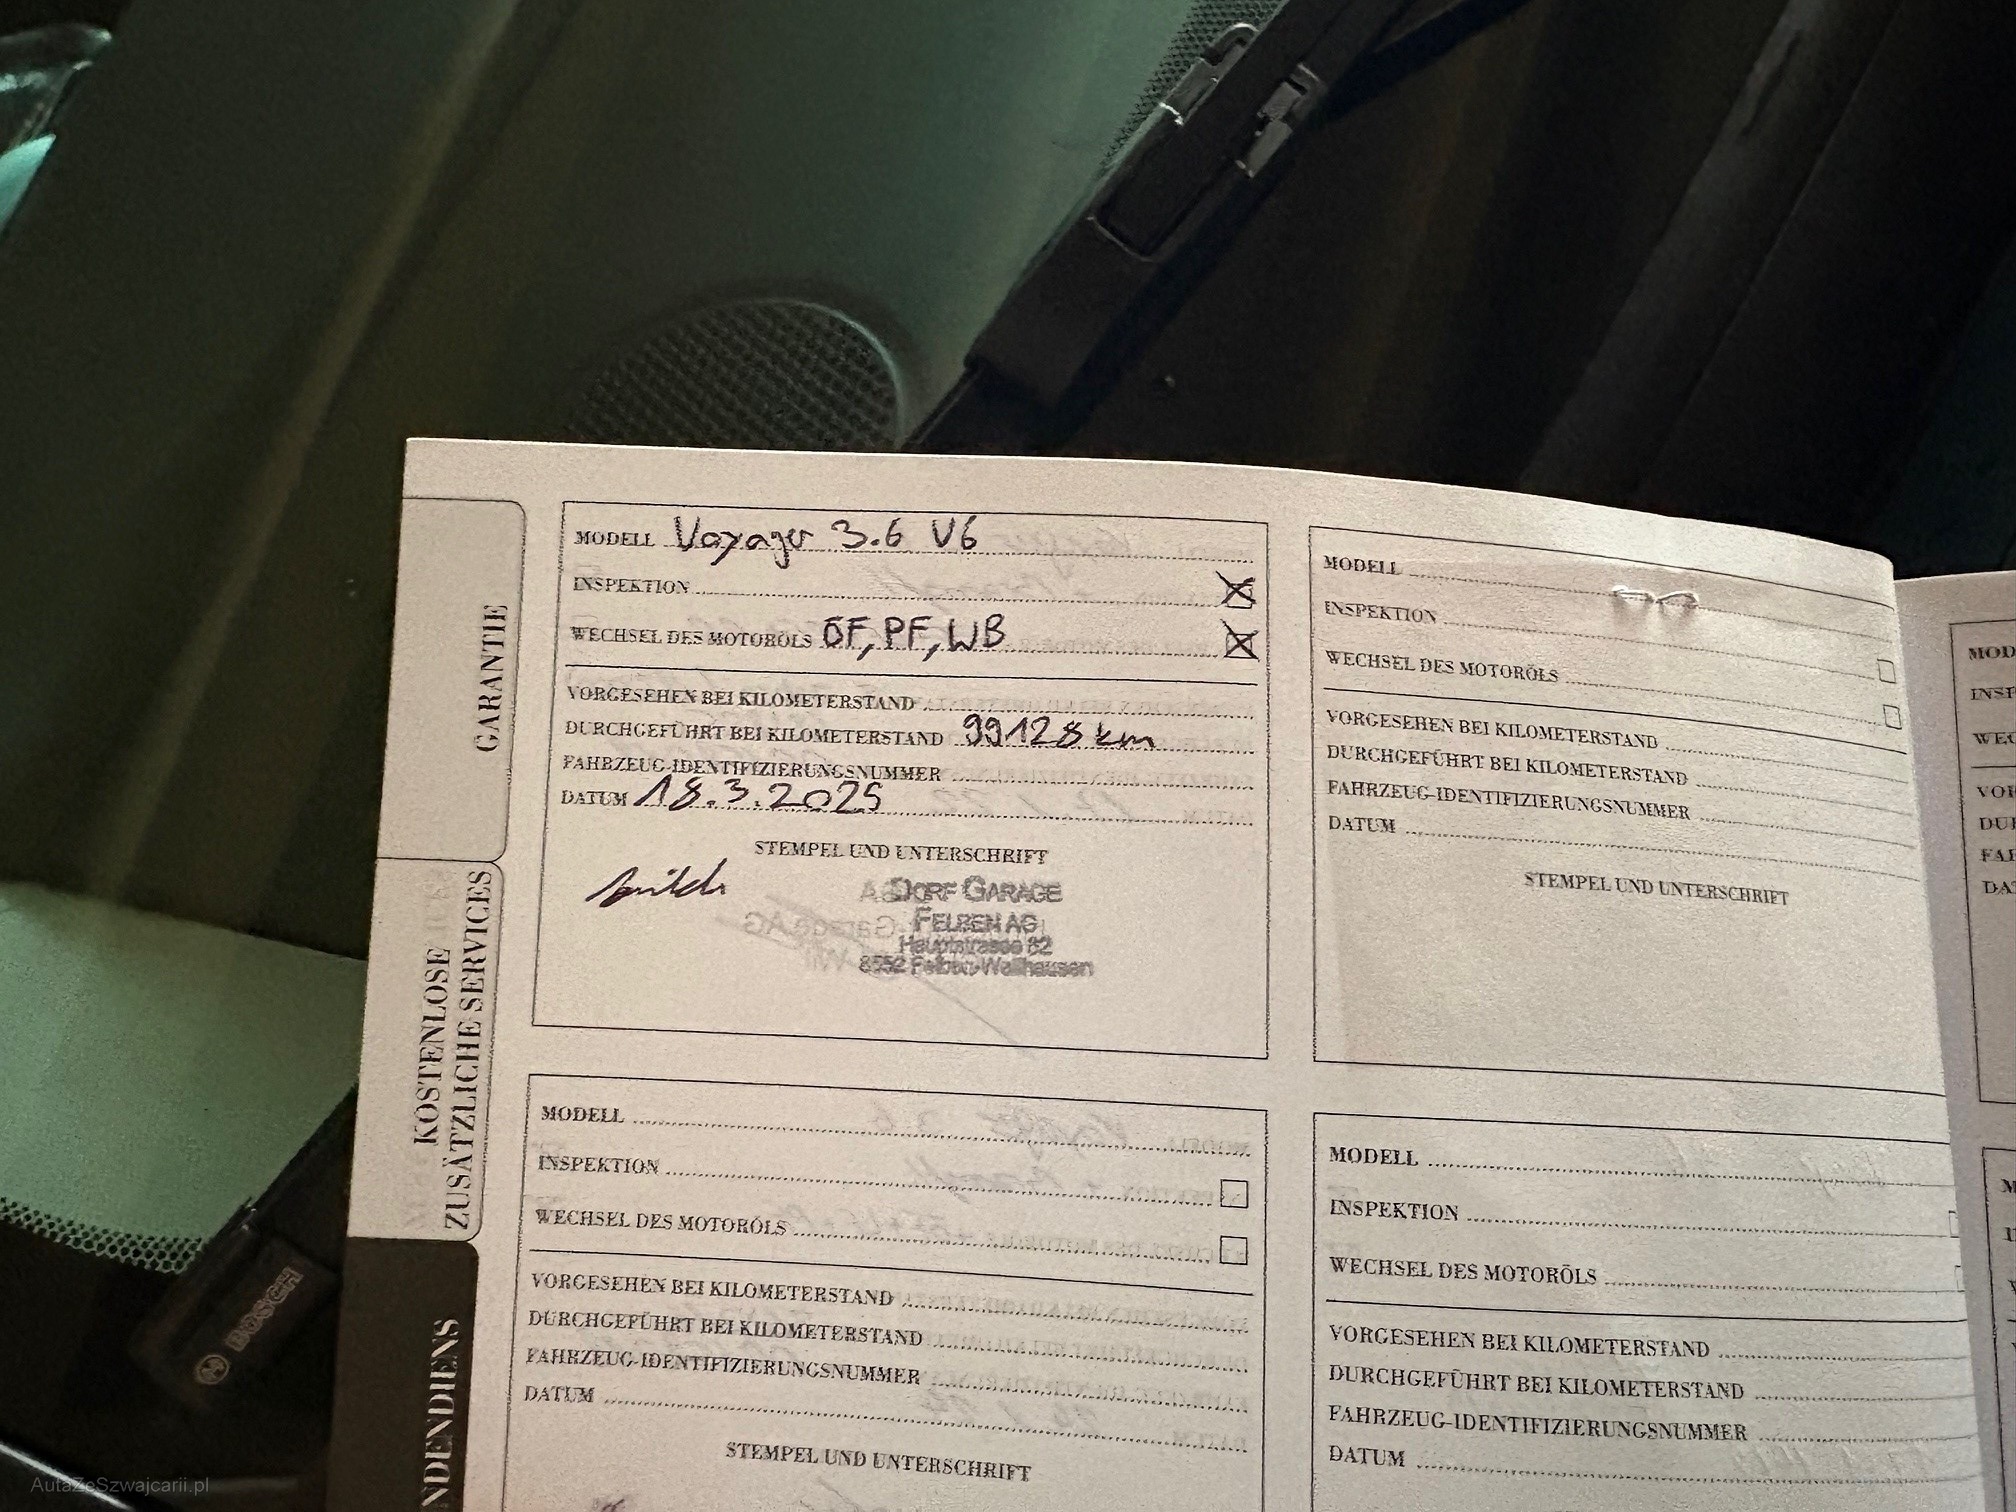 GARANTIE
KOSTENLOSE
ZUSÄTZLICHE SERVICES
NDENDIENS
MODELL Voyager 3.6 V6
INSPEKTION
WECHSEL DES MOTORÖLS ÖF, PF, WB
VORGESEHEN BEI KILOMETERSTAND
DURCHGEFÜHRT BEI KILOMETERSTAND 99128 km
FAHRZEUG-IDENTIFIZIERUNGSNUMMER
DATUM 18.3.2025
STEMPEL UND UNTERSCHRIFT
DORF GARAGE
FELBEN AG
Hauptstrasse 82
8552 Felben-Wellhausen
MODELL
INSPEKTION
WECHSEL DES MOTORÖLS
VORGESEHEN BEI KILOMETERSTAND
DURCHGEFÜHRT BEI KILOMETERSTAND
FAHRZEUG-IDENTIFIZIERUNGSNUMMER
DATUM
STEMPEL UND UNTERSCHRIFT
MODELL
INSPEKTION
WECHSEL DES MOTORÖLS
VORGESEHEN BEI KILOMETERSTAND
DURCHGEFÜHRT BEI KILOMETERSTAND
FAHRZEUG-IDENTIFIZIERUNGSNUMMER
DATUM
STEMPEL UND UNTERSCHRIFT
MODELL
INSPEKTION
WECHSEL DES MOTORÖLS
VORGESEHEN BEI KILOMETERSTAND
DURCHGEFÜHRT BEI KILOMETERSTAND
FAHRZEUG-IDENTIFIZIERUNGSNUMMER
DATUM
BOSCH
AutaZeSzwajcarii.pl